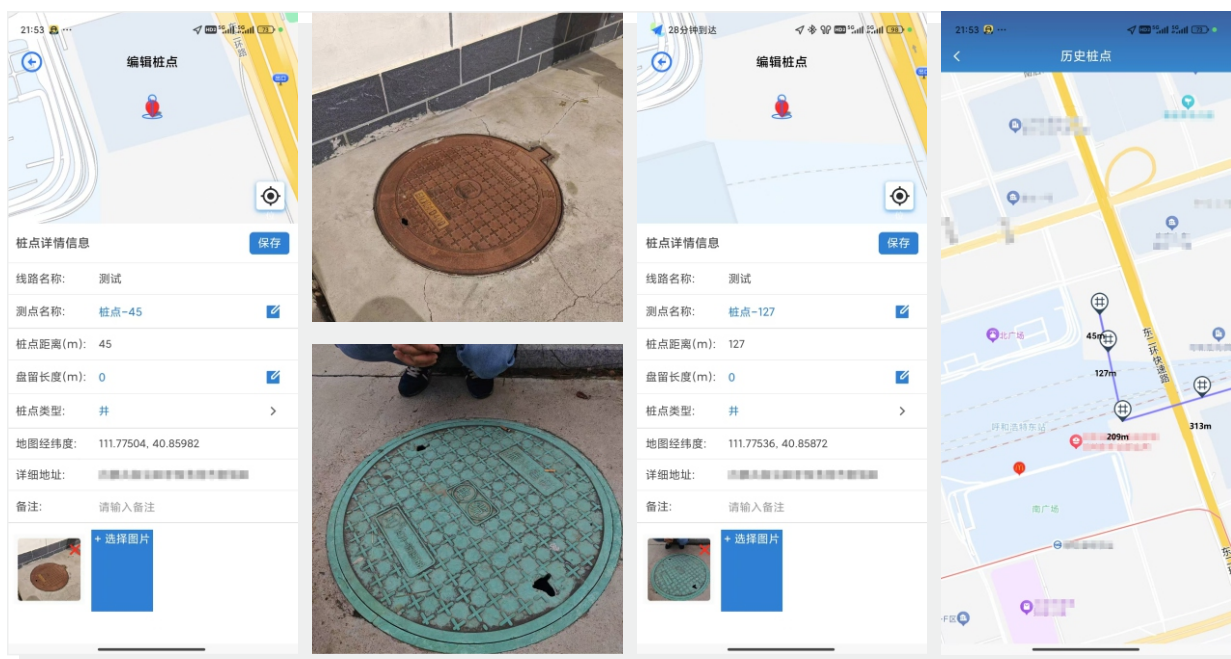 21:53
编辑桩点
桩点详情信息
保存
线路名称: 测试
测点名称: 桩点-45
桩点距离(m): 45
盘留长度(m): 0
桩点类型: 井
地图经纬度: 111.77504, 40.85982
详细地址:
备注: 请输入备注
+ 选择图片
28分钟到达
编辑桩点
桩点详情信息
保存
线路名称: 测试
测点名称: 桩点-127
桩点距离(m): 127
盘留长度(m): 0
桩点类型: 井
地图经纬度: 111.77536, 40.85872
详细地址:
备注: 请输入备注
+ 选择图片
21:53
历史桩点
北广场
45m
东二环快速路
127m
呼和浩特东站
209m
313m
南广场